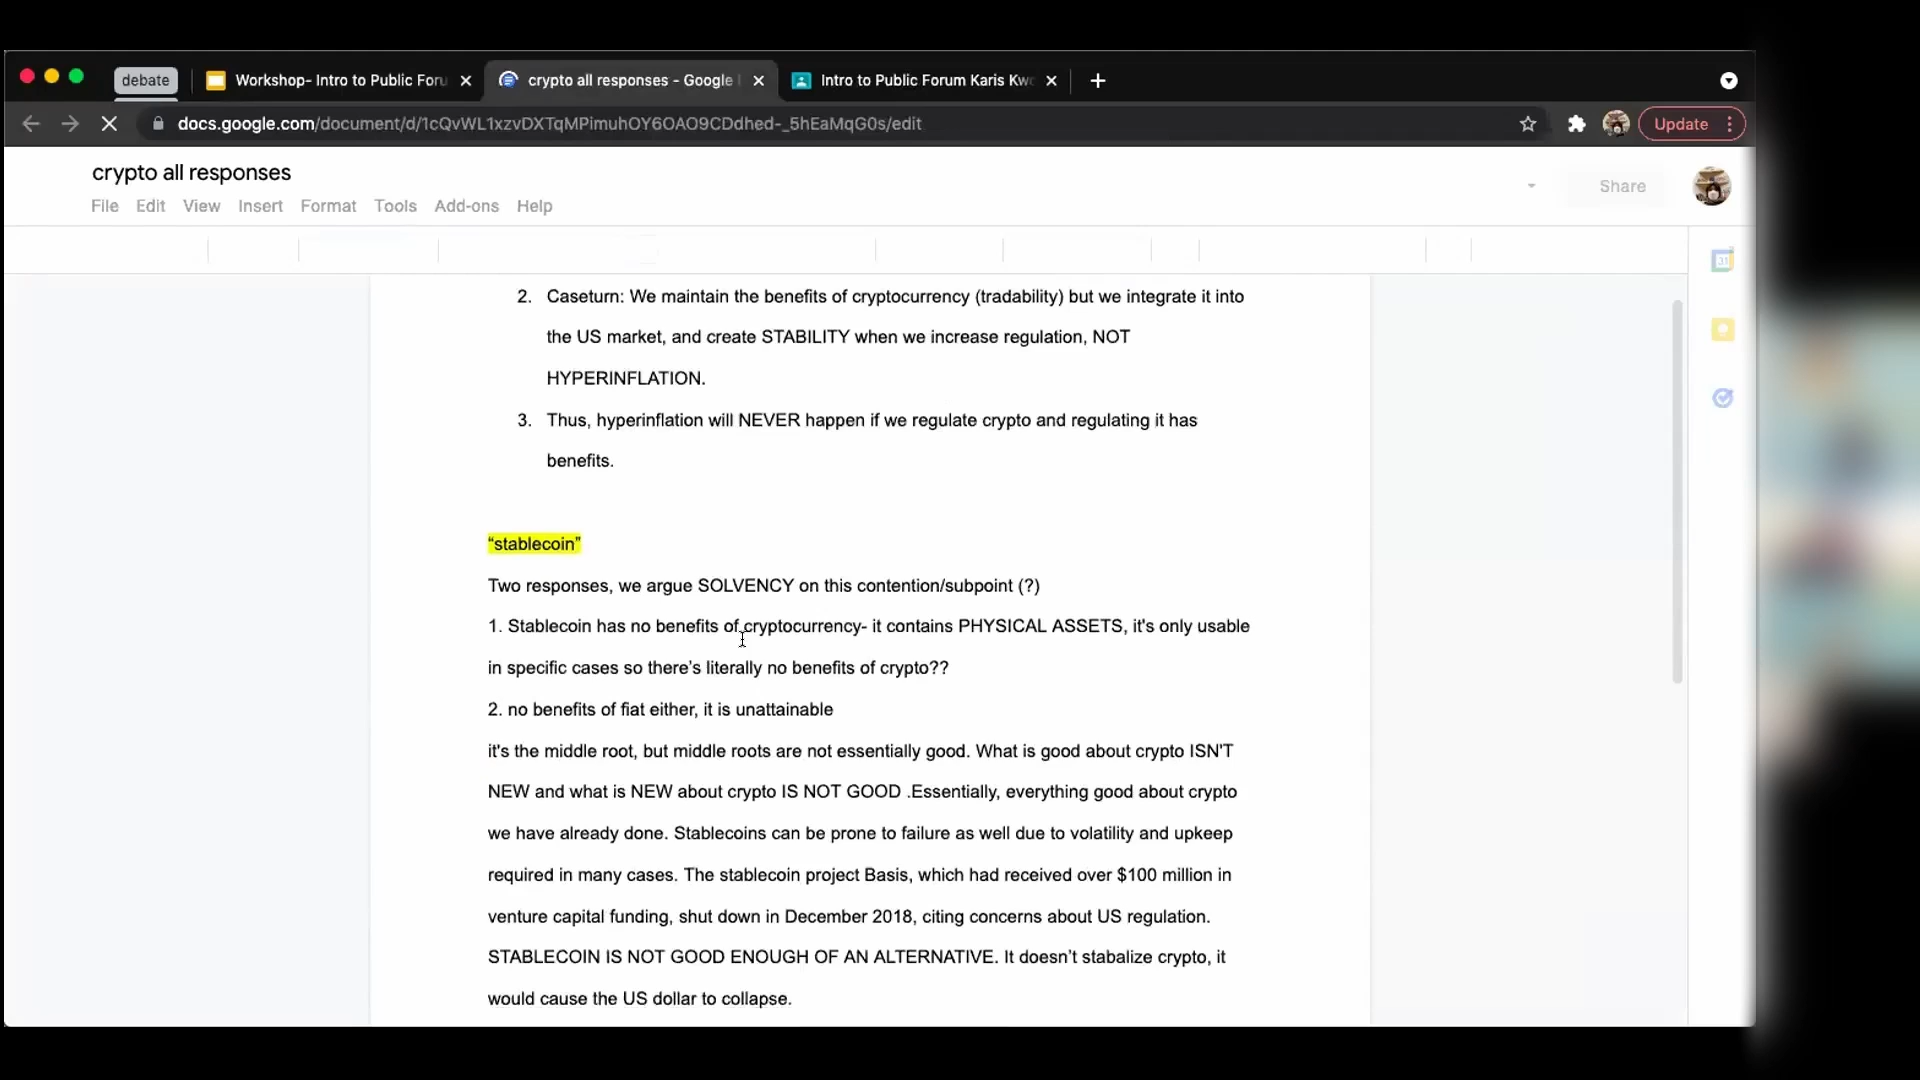 debate
Workshop- Intro to Public Foru
crypto all responses - Google
Intro to Public Forum Karis Kw
docs.google.com/document/d/1cQvWL1xzvDXTqMPimuhOY6OAO9CDdhed-_5hEaMqG0s/edit
Update
crypto all responses
Share
File Edit View Insert Format Tools Add-ons Help
31
2. Caseturn: We maintain the benefits of cryptocurrency (tradability) but we integrate it into
the US market, and create STABILITY when we increase regulation, NOT
HYPERINFLATION.
3. Thus, hyperinflation will NEVER happen if we regulate crypto and regulating it has
benefits.
“stablecoin”
Two responses, we argue SOLVENCY on this contention/subpoint (?)
1. Stablecoin has no benefits of cryptocurrency- it contains PHYSICAL ASSETS, it's only usable
in specific cases so there’s literally no benefits of crypto??
2. no benefits of fiat either, it is unattainable
it's the middle root, but middle roots are not essentially good. What is good about crypto ISN'T
NEW and what is NEW about crypto IS NOT GOOD .Essentially, everything good about crypto
we have already done. Stablecoins can be prone to failure as well due to volatility and upkeep
required in many cases. The stablecoin project Basis, which had received over $100 million in
venture capital funding, shut down in December 2018, citing concerns about US regulation.
STABLECOIN IS NOT GOOD ENOUGH OF AN ALTERNATIVE. It doesn’t stabalize crypto, it
would cause the US dollar to collapse.